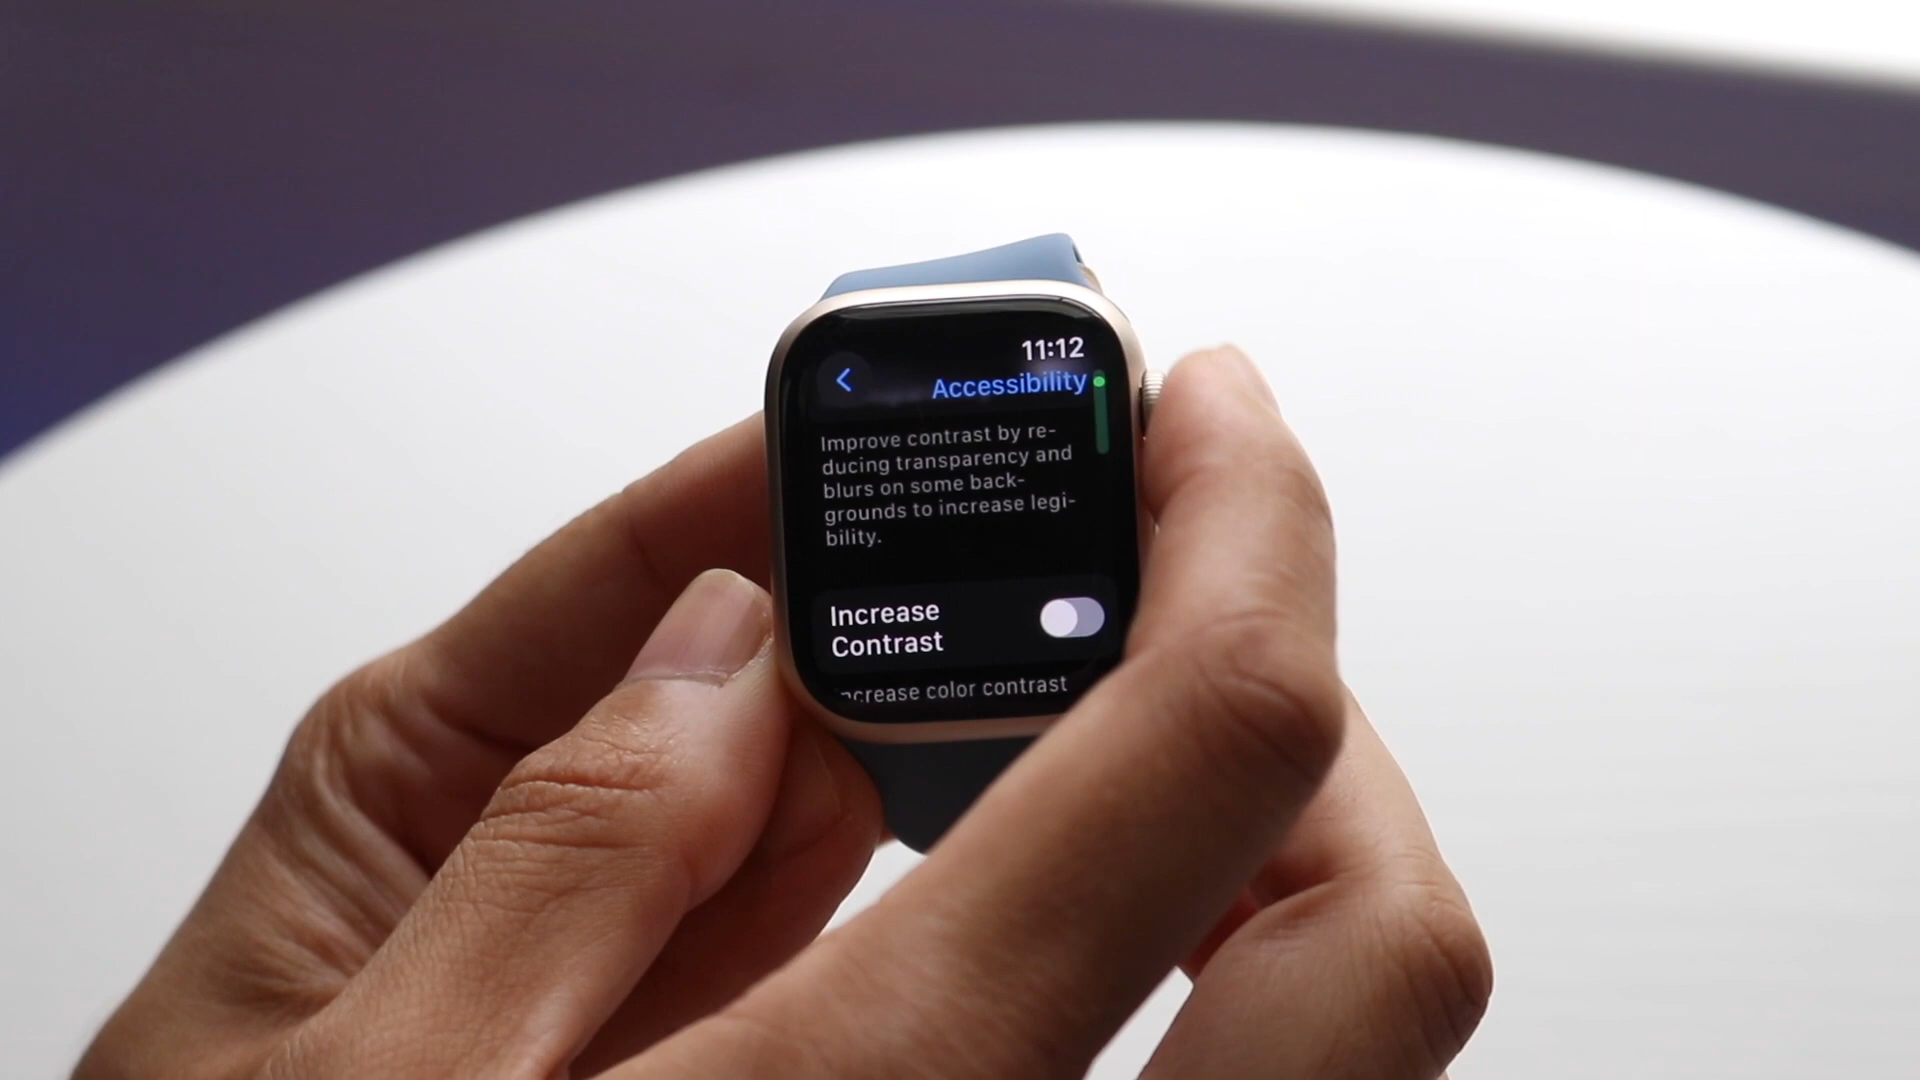 11:12
Accessibility
Improve contrast by re-
ducing transparency and
blurs on some back-
grounds to increase legi-
bility.
Increase
Contrast
Increase color contrast